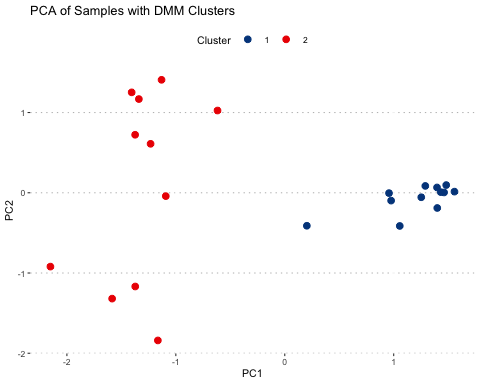 PCA of Samples with DMM Clusters
Cluster 1 2
1
0
-1
-2
PC2
-2 -1 0 1
PC1